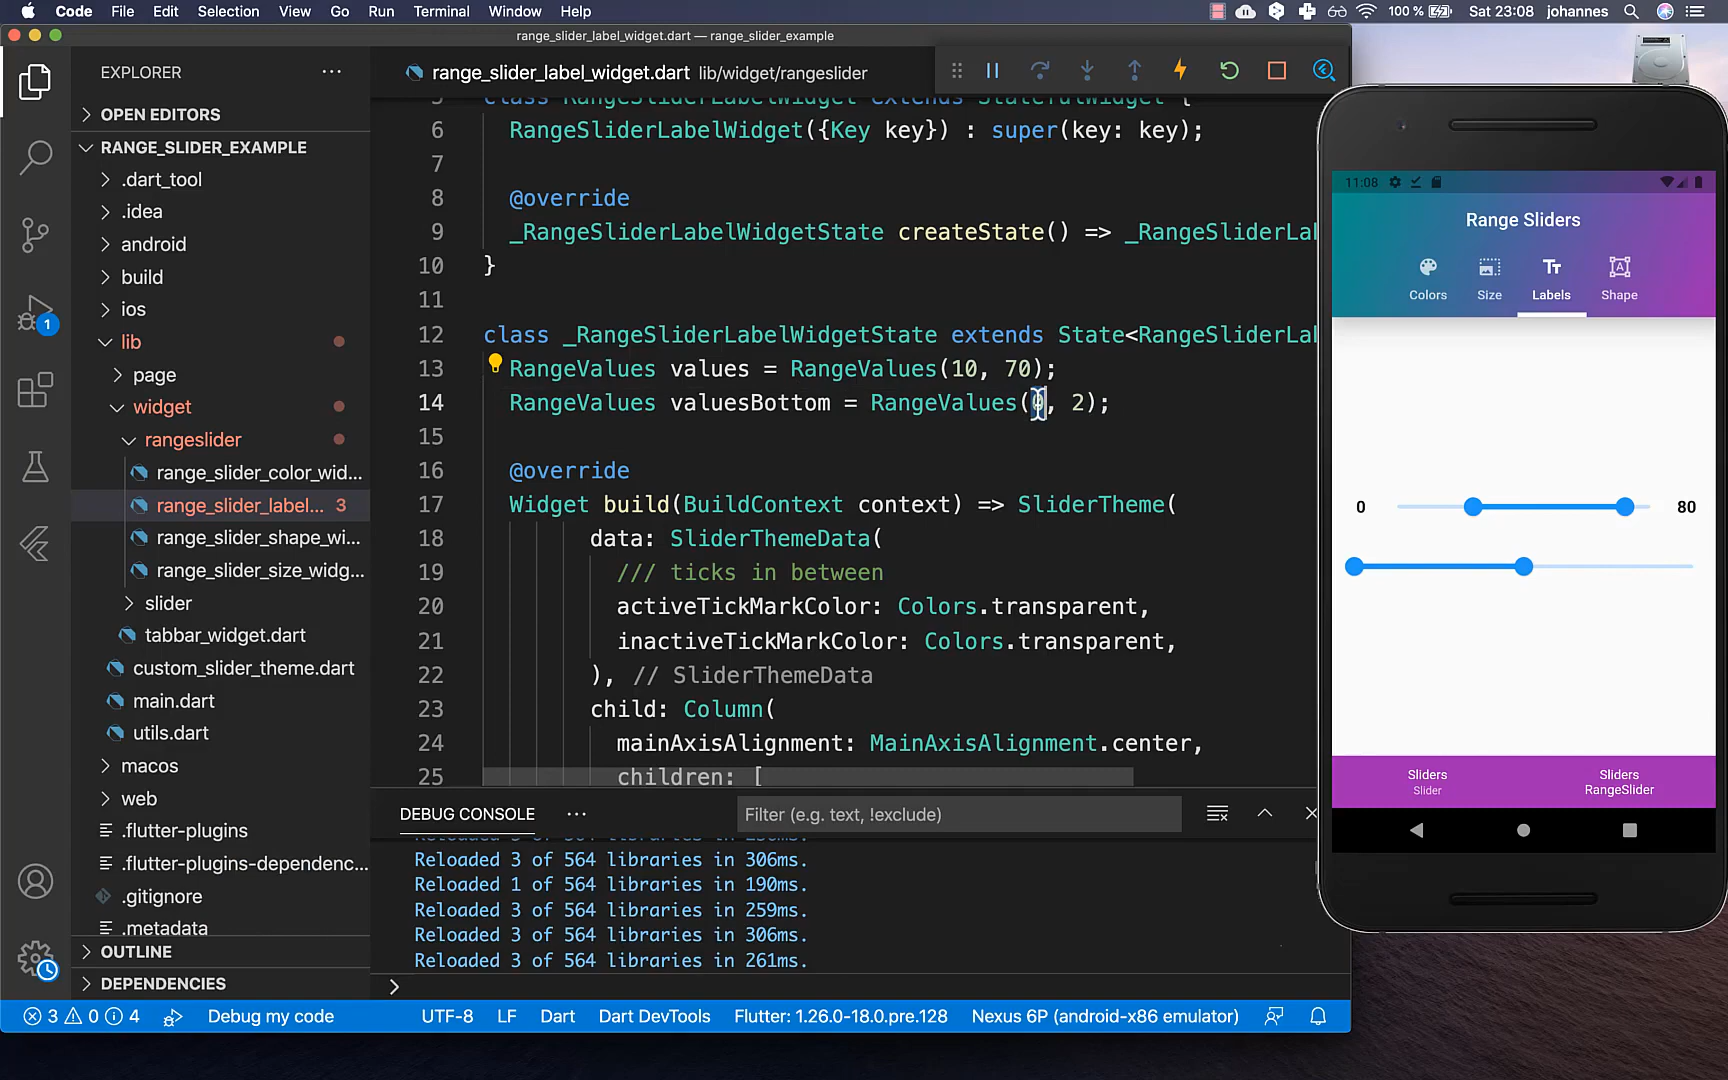 Code File Edit Selection View Go Run Terminal Window Help 100 % Sat 23:08 johannes
range_slider_label_widget.dart — range_slider_example
EXPLORER
OPEN EDITORS
RANGE_SLIDER_EXAMPLE
.dart_tool
.idea
android
build
ios
lib
page
widget
rangeslider
range_slider_color_wid...
range_slider_label... 3
range_slider_shape_wi...
range_slider_size_widg...
slider
tabbar_widget.dart
custom_slider_theme.dart
main.dart
utils.dart
macos
web
.flutter-plugins
.flutter-plugins-dependenc...
.gitignore
.metadata
OUTLINE
DEPENDENCIES
1
range_slider_label_widget.dart lib/widget/rangeslider
5 class RangeSliderLabelWidget extends StatefulWidget {
6 RangeSliderLabelWidget({Key key}) : super(key: key);
7
8 @override
9 _RangeSliderLabelWidgetState createState() => _RangeSliderLa
10 }
11
12 class _RangeSliderLabelWidgetState extends State<RangeSliderLa
13 RangeValues values = RangeValues(10, 70);
14 RangeValues valuesBottom = RangeValues(0, 2);
15
16 @override
17 Widget build(BuildContext context) => SliderTheme(
18 data: SliderThemeData(
19 /// ticks in between
20 activeTickMarkColor: Colors.transparent,
21 inactiveTickMarkColor: Colors.transparent,
22 ), // SliderThemeData
23 child: Column(
24 mainAxisAlignment: MainAxisAlignment.center,
25 children: [
DEBUG CONSOLE
Filter (e.g. text, !exclude)
Reloaded 3 of 564 libraries in 306ms.
Reloaded 1 of 564 libraries in 190ms.
Reloaded 3 of 564 libraries in 259ms.
Reloaded 3 of 564 libraries in 306ms.
Reloaded 3 of 564 libraries in 261ms.
3 0 4 Debug my code UTF-8 LF Dart Dart DevTools Flutter: 1.26.0-18.0.pre.128 Nexus 6P (android-x86 emulator)
11:08
Range Sliders
Colors Size Labels Shape
0 80
Sliders
Slider
Sliders
RangeSlider